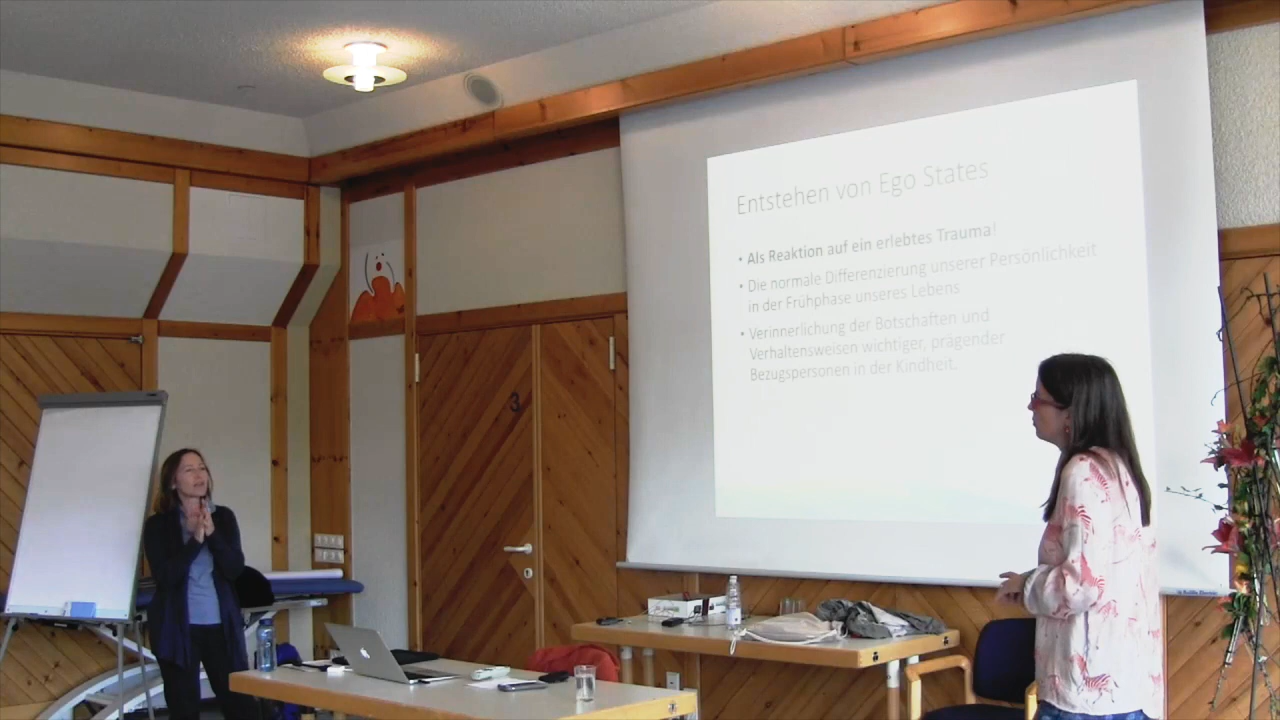 Entstehen von Ego States
• Als Reaktion auf ein erlebtes Trauma!
• Die normale Differenzierung unserer Persönlichkeit
in der Frühphase unseres Lebens
• Verinnerlichung der Botschaften und
Verhaltensweisen wichtiger, prägender
Bezugspersonen in der Kindheit.
3